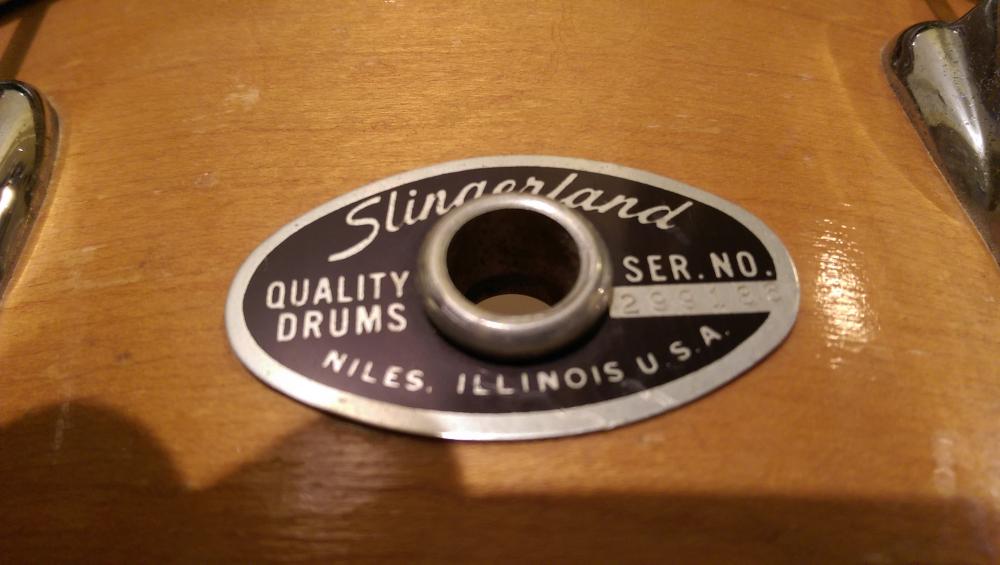 Slingerland
QUALITY
DRUMS
SER. NO.
NILES, ILLINOIS U.S.A.